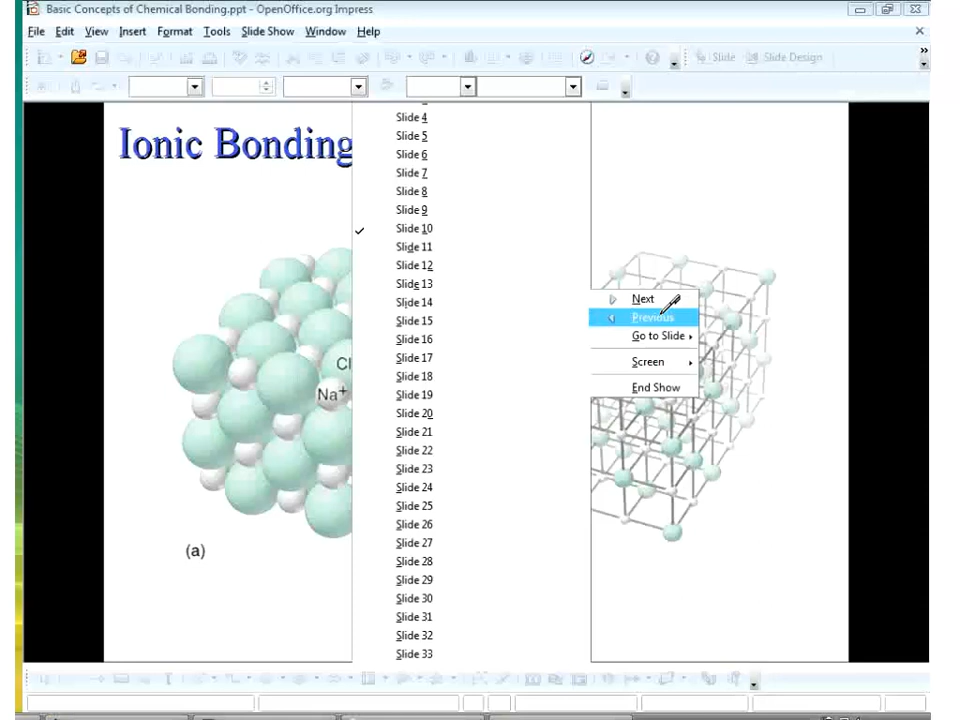 Basic Concepts of Chemical Bonding.ppt - OpenOffice.org Impress
File Edit View Insert Format Tools Slide Show Window Help
Slide Slide Design
Ionic Bonding
Slide 4
Slide 5
Slide 6
Slide 7
Slide 8
Slide 9
Slide 10
Slide 11
Slide 12
Slide 13
Slide 14
Slide 15
Slide 16
Slide 17
Slide 18
Slide 19
Slide 20
Slide 21
Slide 22
Slide 23
Slide 24
Slide 25
Slide 26
Slide 27
Slide 28
Slide 29
Slide 30
Slide 31
Slide 32
Slide 33
Next
Previous
Go to Slide
Screen
End Show
Cl
Na+
(a)